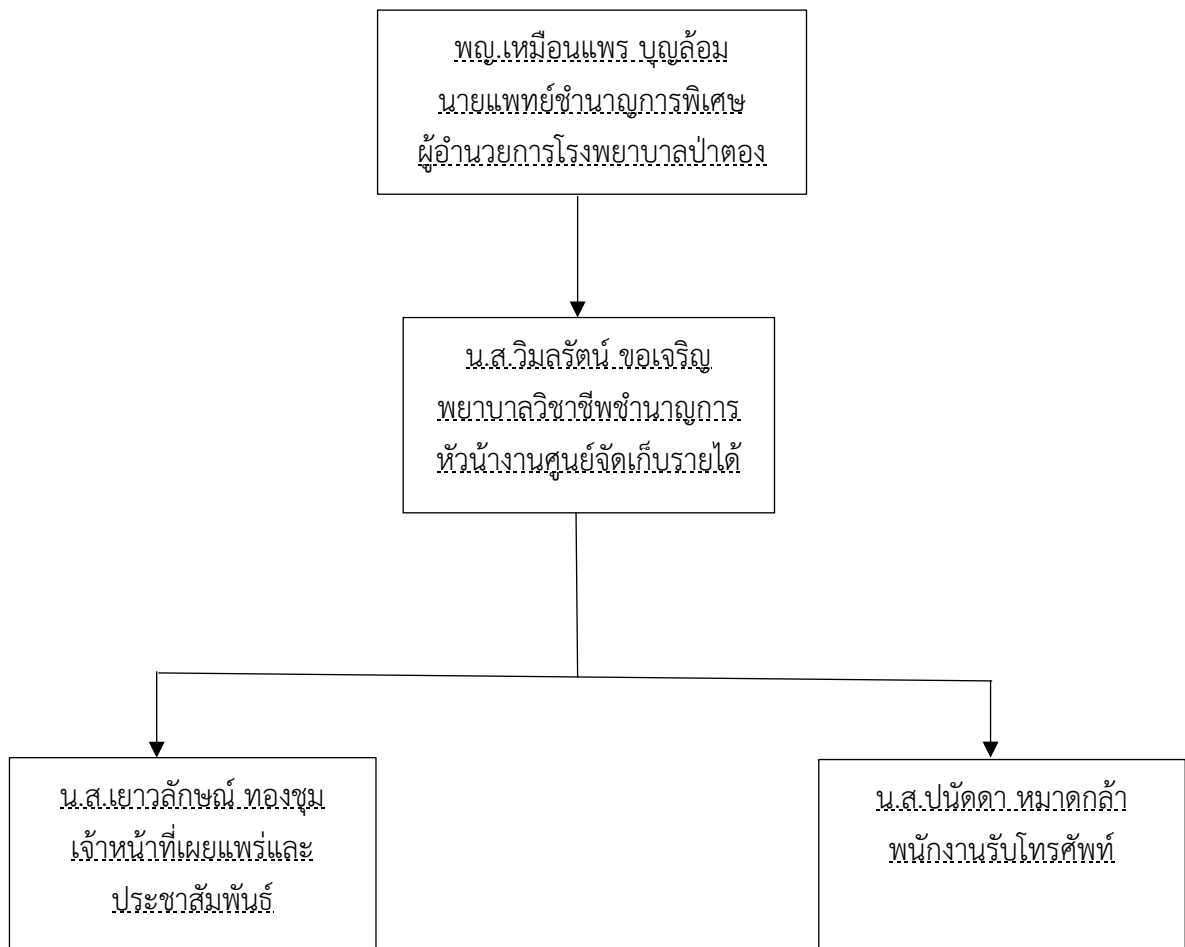 พญ.เหมือนแพร บุญล้อม
นายแพทย์ชำนาญการพิเศษ
ผู้อำนวยการโรงพยาบาลป่าตอง
น.ส.วิมลรัตน์ ขอเจริญ
พยาบาลวิชาชีพชำนาญการ
หัวน้างานศูนย์จัดเก็บรายได้
น.ส.เยาวลักษณ์ ทองชุม
เจ้าหน้าที่เผยแพร่และ
ประชาสัมพันธ์
น.ส.ปนัดดา หมาดกล้า
พนักงานรับโทรศัพท์